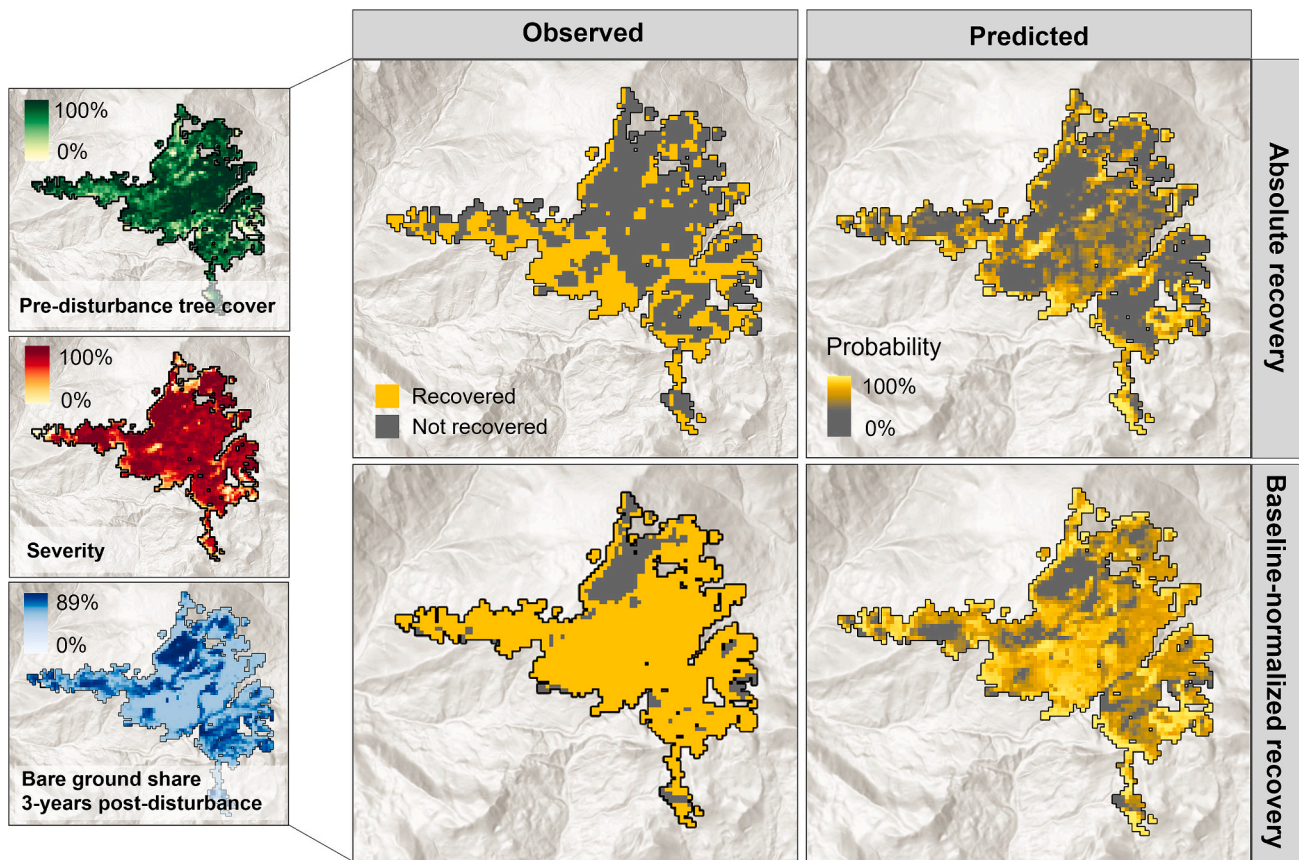 Observed
Predicted
100%
0%
Pre-disturbance tree cover
100%
0%
Severity
89%
0%
Bare ground share
3-years post-disturbance
Recovered
Not recovered
Probability
100%
0%
Absolute recovery
Baseline-normalized recovery